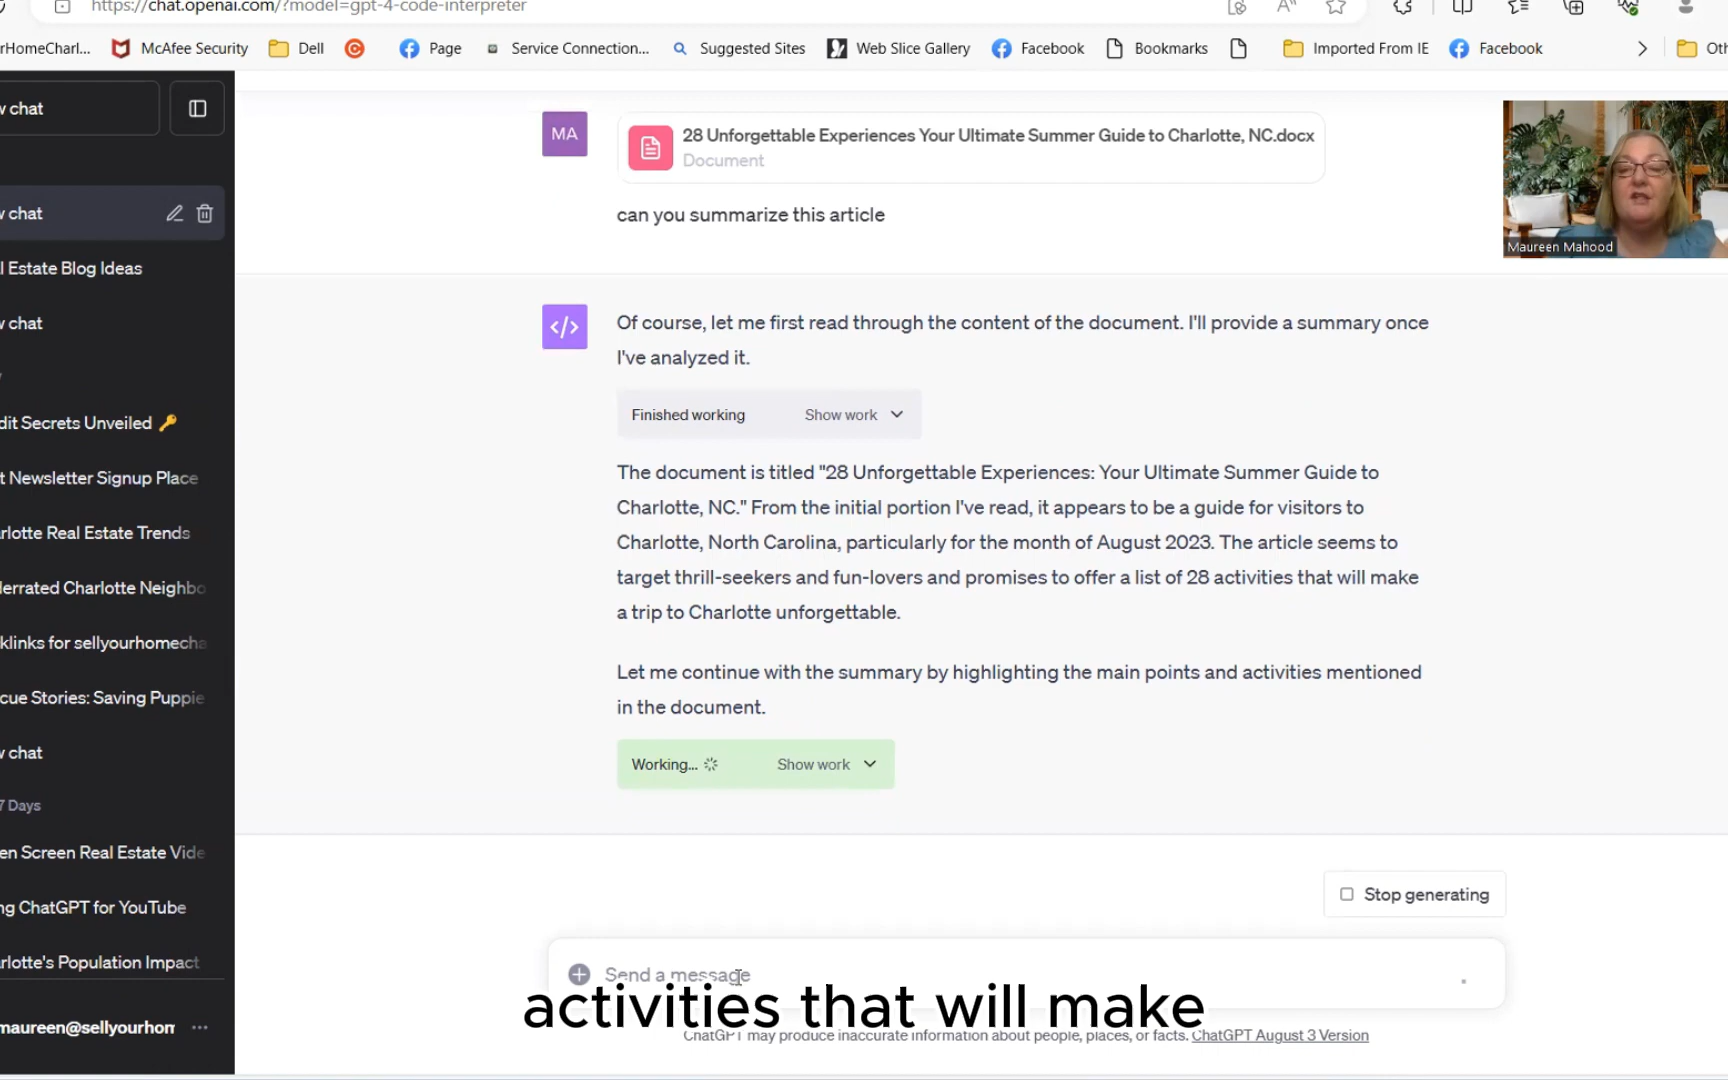 https://chat.openai.com/?model=gpt-4-code-interpreter
rHomeCharl... McAfee Security Dell Page Service Connection... Suggested Sites Web Slice Gallery Facebook Bookmarks Imported From IE Facebook Oth
w chat
w chat
l Estate Blog Ideas
w chat
dit Secrets Unveiled 🔑
t Newsletter Signup Place
rlotte Real Estate Trends
derrated Charlotte Neighbo
klinks for sellyourhomecha
cue Stories: Saving Puppie
w chat
7 Days
en Screen Real Estate Vide
ng ChatGPT for YouTube
rlotte's Population Impact
maureen@sellyourhom
MA
28 Unforgettable Experiences Your Ultimate Summer Guide to Charlotte, NC.docx
Document
can you summarize this article
Maureen Mahood
Of course, let me first read through the content of the document. I'll provide a summary once
I've analyzed it.
Finished working Show work
The document is titled "28 Unforgettable Experiences: Your Ultimate Summer Guide to
Charlotte, NC." From the initial portion I've read, it appears to be a guide for visitors to
Charlotte, North Carolina, particularly for the month of August 2023. The article seems to
target thrill-seekers and fun-lovers and promises to offer a list of 28 activities that will make
a trip to Charlotte unforgettable.
Let me continue with the summary by highlighting the main points and activities mentioned
in the document.
Working... Show work
Stop generating
Send a message
activities that will make
ChatGPT may produce inaccurate information about people, places, or facts. ChatGPT August 3 Version